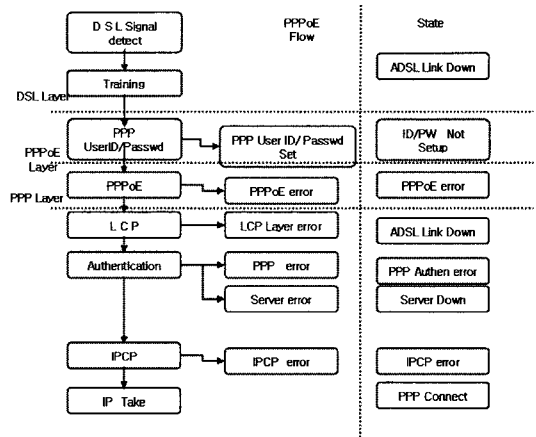 D S L Signal
detect
PPPoE
Flow
State
Training
ADSL Link Down
DSL Layer
PPP
UserID/Passwd
PPP User ID/ Passwd
Set
ID/PW Not
Setup
PPPoE
Layer
PPPoE
PPPoE error
PPPoE error
PPP Layer
L C P
LCP Layer error
ADSL Link Down
Authentication
PPP error
PPP Authen error
Server error
Server Down
IPCP
IPCP error
IPCP error
IP Take
PPP Connect